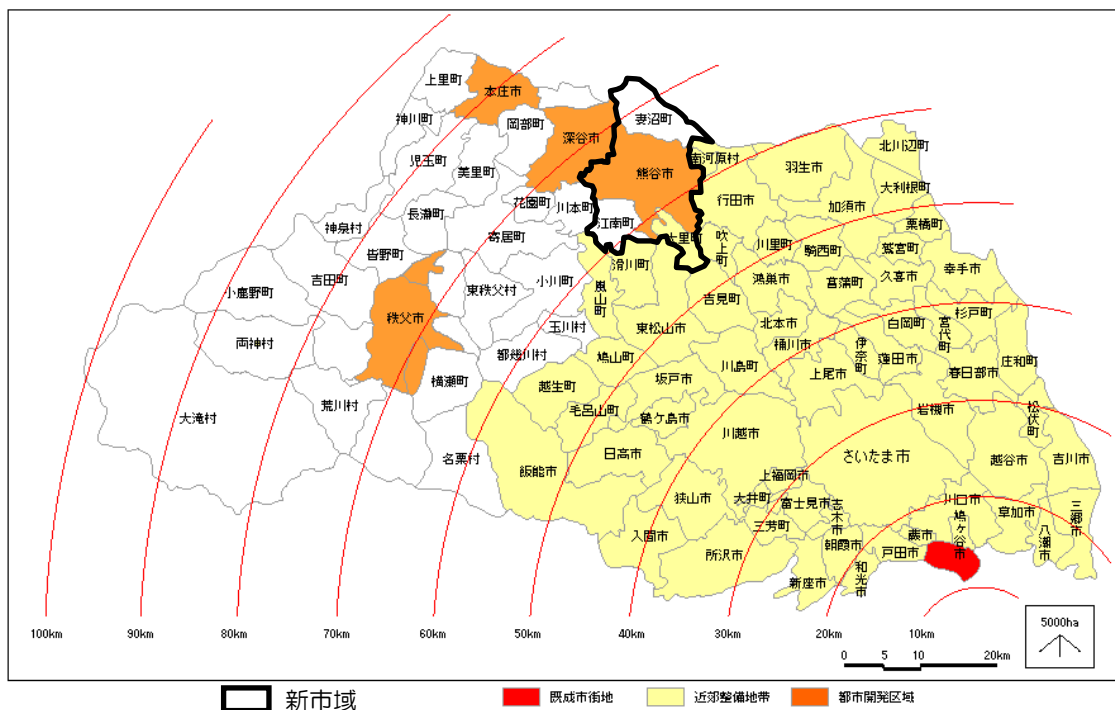 上里町
本庄市
神川町
岡部町
妻沼町
深谷市
児玉町
美里町
熊谷市
南河原村
羽生市
北川辺町
大利根町
行田市
加須市
栗橋町
長瀞町
花園町
川本町
江南町
大里町
吹上町
川里町
騎西町
鷲宮町
神泉村
寄居町
皆野町
滑川町
鴻巣市
菖蒲町
久喜市
幸手市
吉田町
小鹿野町
東秩父村
小川町
嵐山町
吉見町
秩父市
両神村
玉川村
東松山市
北本市
白岡町
宮代町
杉戸町
都幾川村
鳩山町
桶川市
伊奈町
蓮田市
庄和町
横瀬町
越生町
坂戸市
川島町
上尾市
春日部市
荒川村
大滝村
毛呂山町
鶴ヶ島市
川越市
岩槻市
松伏町
名栗村
飯能市
日高市
さいたま市
越谷市
吉川市
上福岡市
狭山市
大井町
富士見市
志木市
川口市
鳩ヶ谷市
草加市
三郷市
八潮市
入間市
三芳町
朝霞市
蕨市
戸田市
所沢市
新座市
和光市
100km
90km
80km
70km
60km
50km
40km
30km
20km
10km
5000ha
0 5 10 20km
新市域
既成市街地
近郊整備地帯
都市開発区域